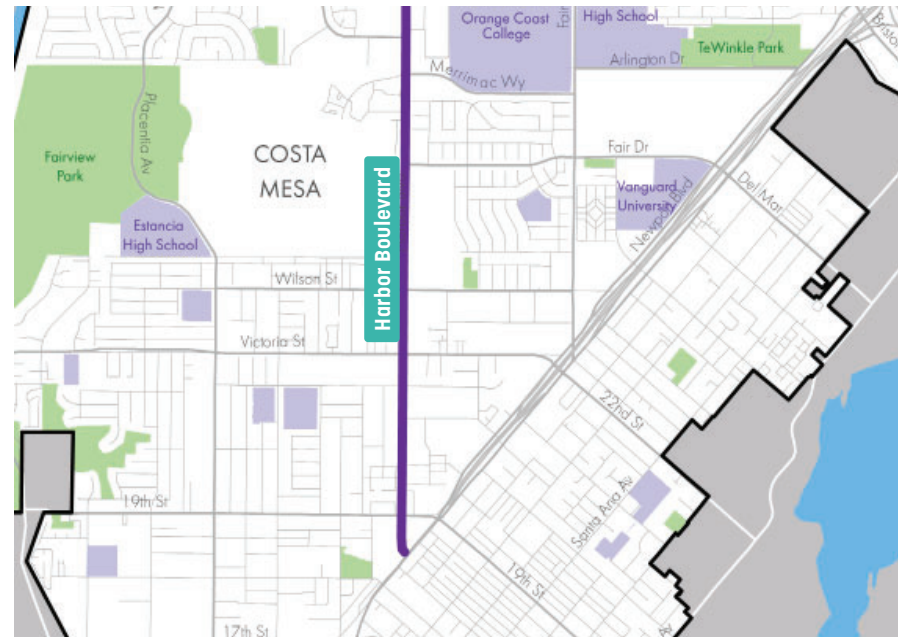 Orange Coast
College
Fair
High School
Bristol
TeWinkle Park
Arlington Dr
Merrimac Wy
Placentia Av
Fairview
Park
COSTA
MESA
Harbor Boulevard
Fair Dr
Vanguard
University
Newport Blvd
Del Mar
Estancia
High School
Wilson St
Victoria St
22nd St
Santa Ana Av
19th St
19th St
17th St